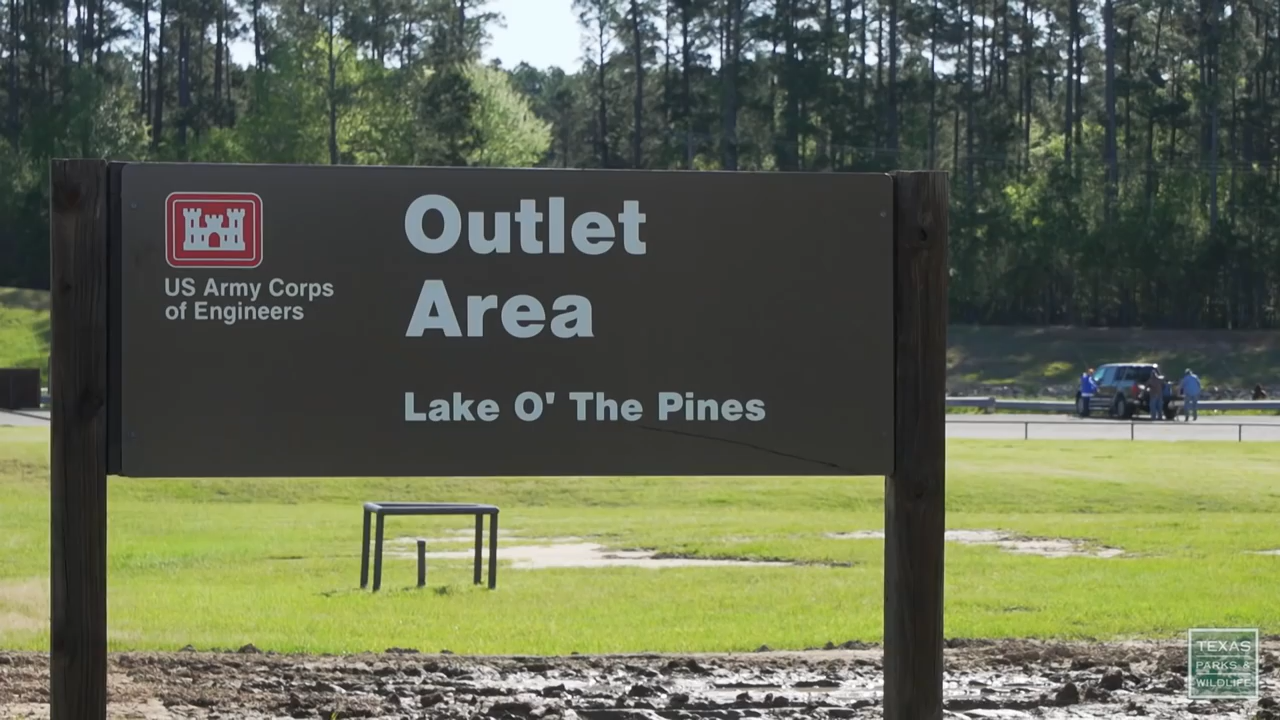 US Army Corps
of Engineers
Outlet
Area
Lake O' The Pines
TEXAS
PARKS &
WILDLIFE